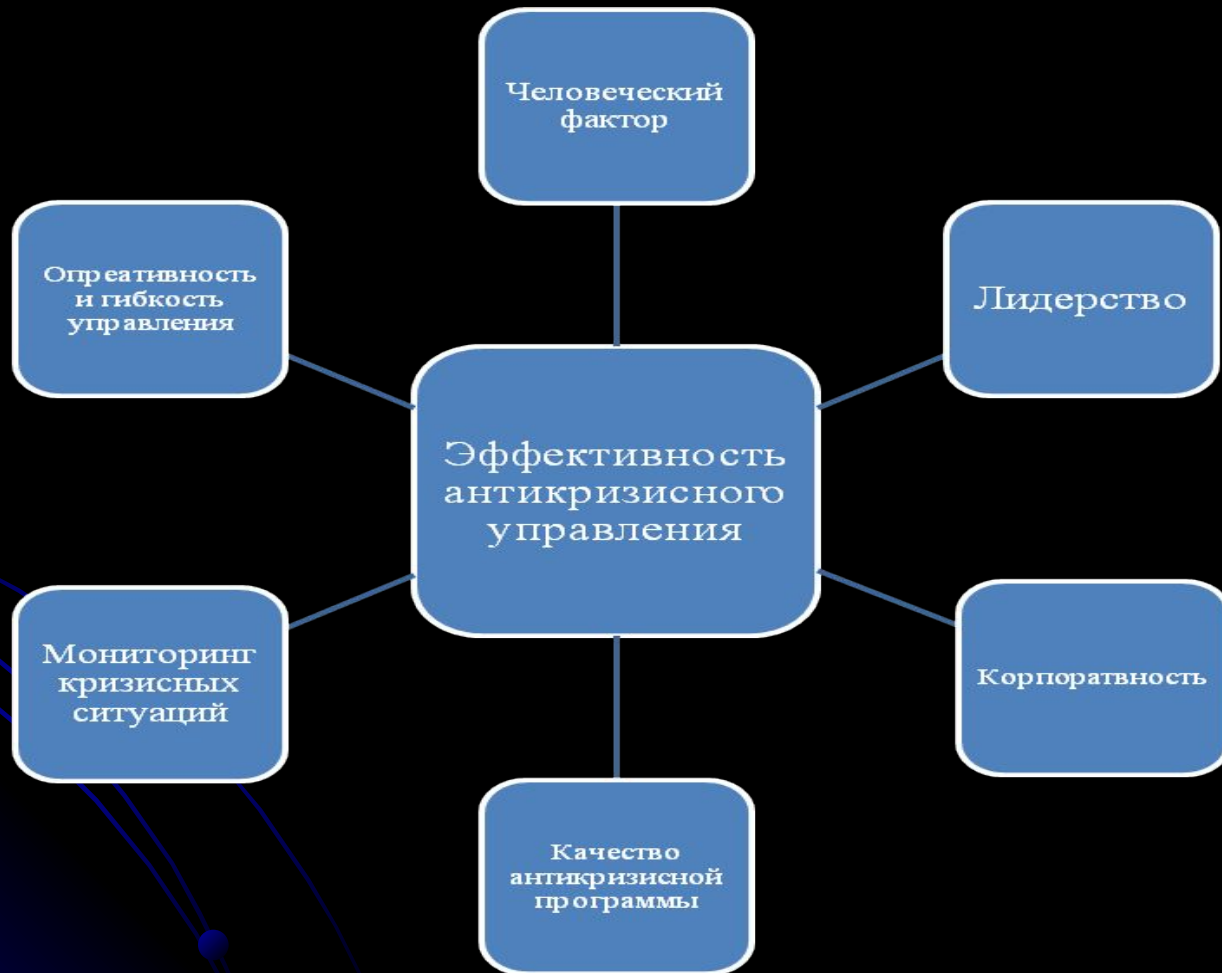 Человеческий
фактор
Опреативность
и гибкость
управления
Лидерство
Эффективность
антикризисного
управления
Мониторинг
кризисных
ситуаций
Корпоратвность
Качество
антикризисной
программы